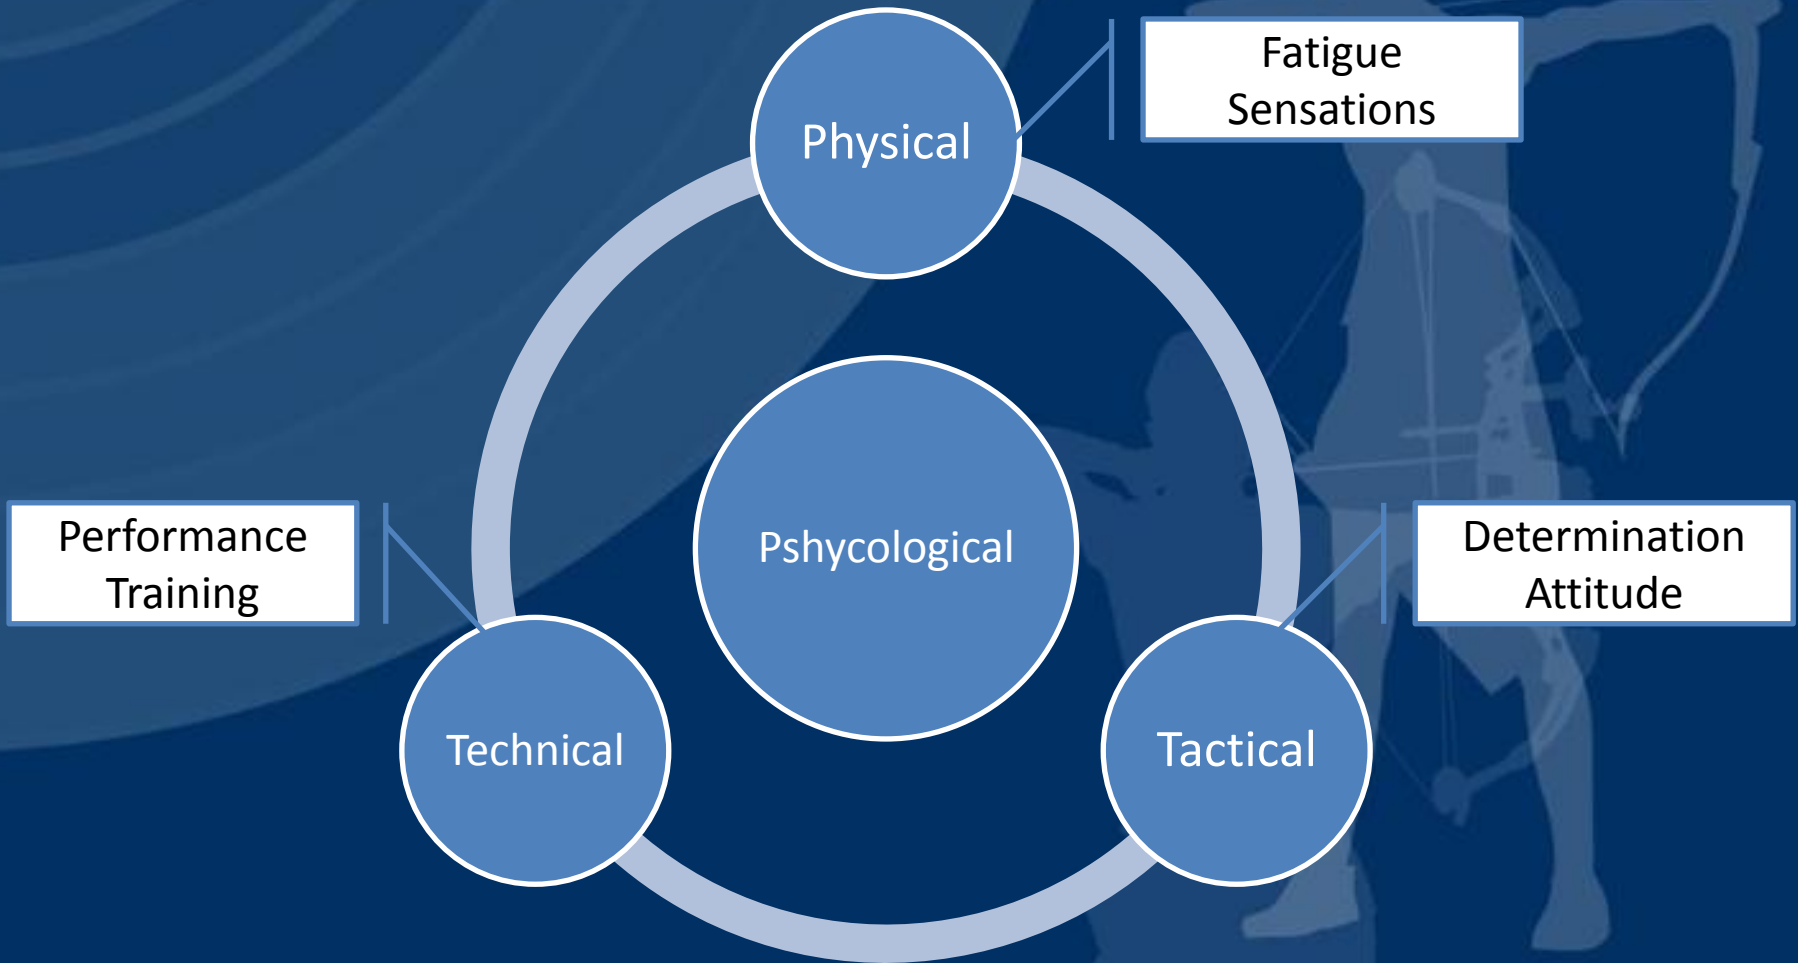 Fatigue
Sensations
Physical
Performance
Training
Pshycological
Determination
Attitude
Technical
Tactical